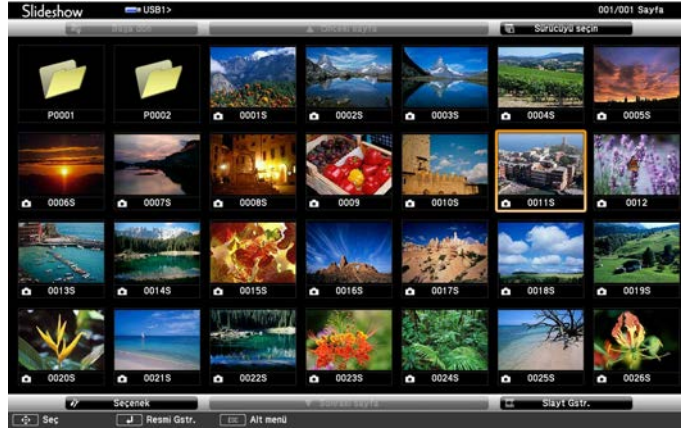 Slideshow USB1> 001/001 Sayfa
Başa dön Önceki sayfa Sürücüyü seçin
P0001 P0002 0001S 0002S 0003S 0004S 0005S
0006S 0007S 0008S 0009 0010S 0011S 0012
0013S 0014S 0015S 0016S 0017S 0018S 0019S
0020S 0021S 0022S 0023S 0024S 0025S 0026S
Seçenek Sonraki sayfa Slayt Gstr.
Seç Resmi Gstr. ESC Alt menü